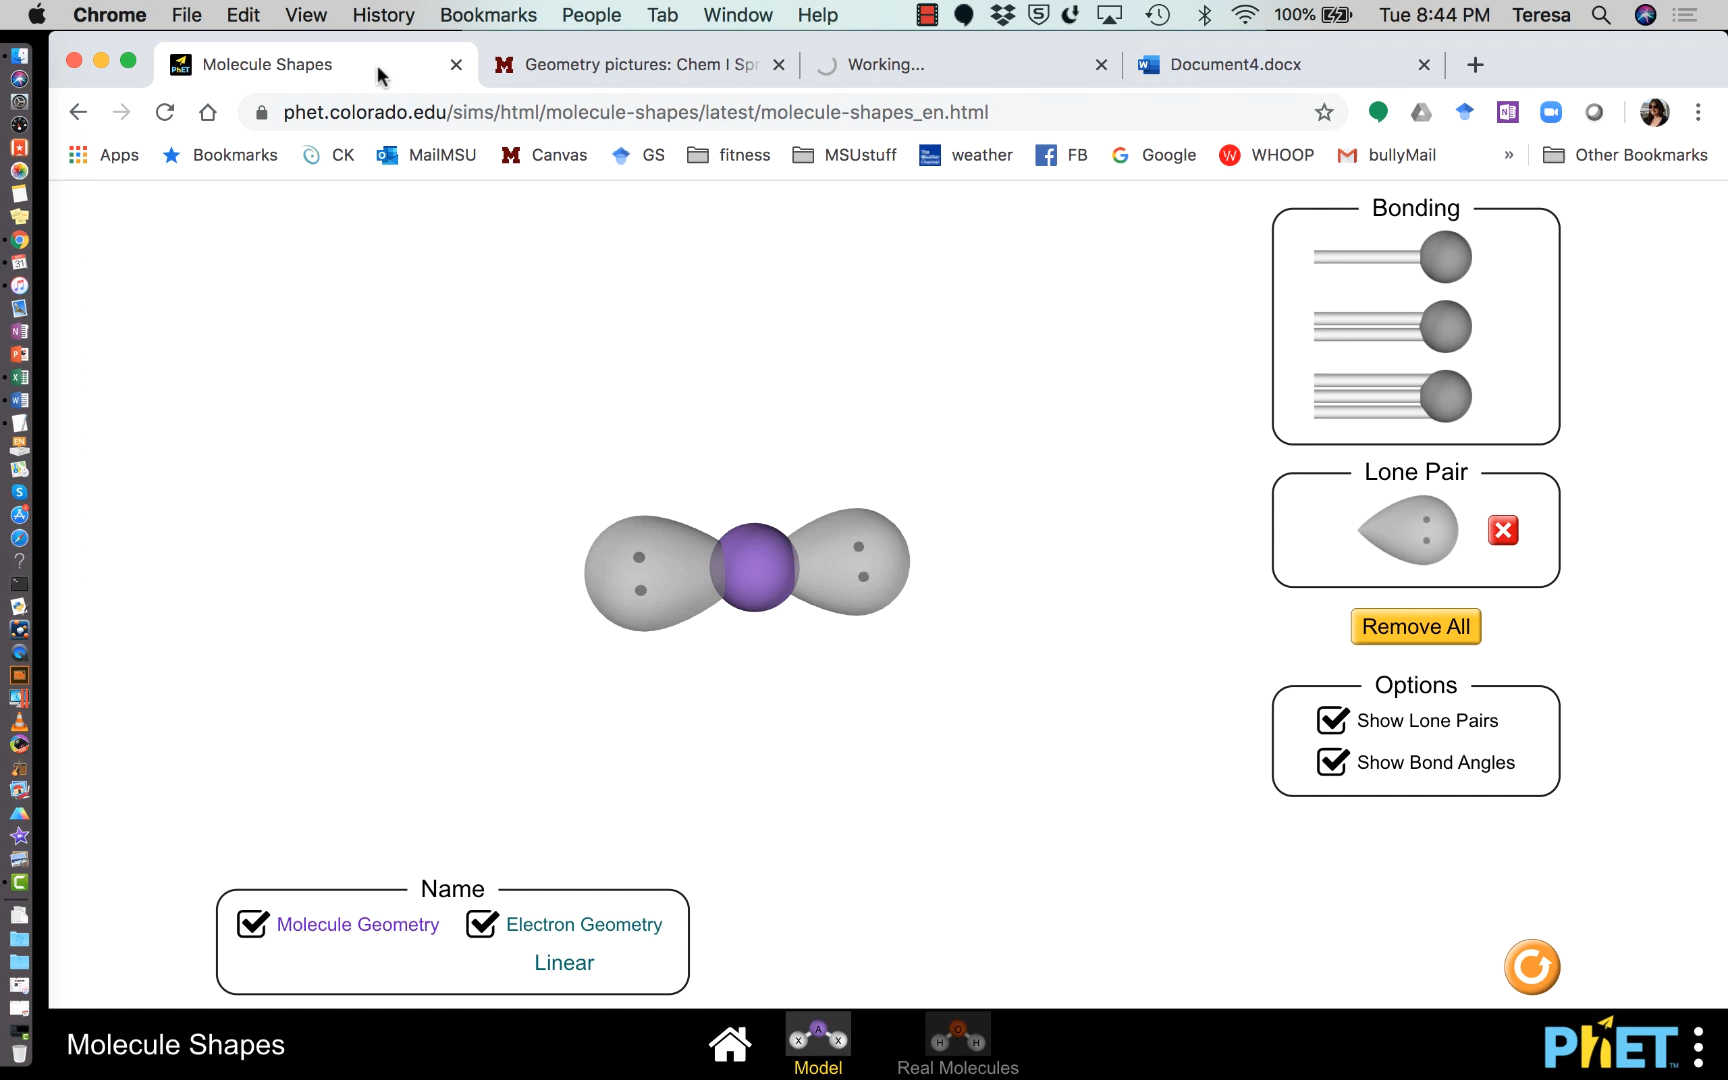 Chrome File Edit View History Bookmarks People Tab Window Help 100% Tue 8:44 PM Teresa
Molecule Shapes Geometry pictures: Chem I Spr Working... Document4.docx
phet.colorado.edu/sims/html/molecule-shapes/latest/molecule-shapes_en.html
Apps Bookmarks CK MailMSU Canvas GS fitness MSUstuff weather FB Google WHOOP bullyMail » Other Bookmarks
Bonding
Lone Pair
Remove All
Options
Show Lone Pairs
Show Bond Angles
Name
Molecule Geometry Electron Geometry
Linear
Molecule Shapes
X A X
Model
H O H
Real Molecules
PhET